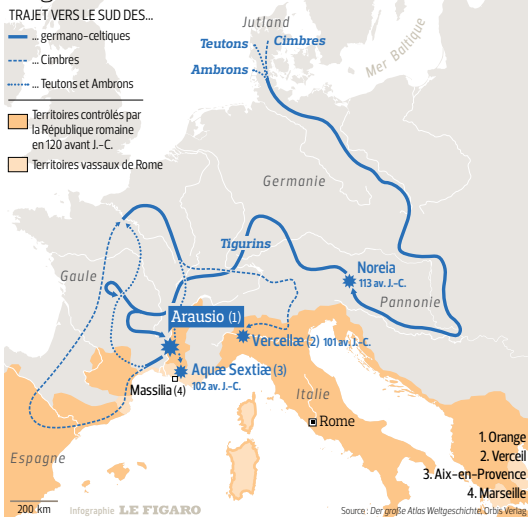 TRAJET VERS LE SUD DES...
... germano-celtiques
... Cimbres
... Teutons et Ambrons
Territoires contrôlés par
la République romaine
en 120 avant J.-C.
Territoires vassaux de Rome
Jutland
Teutons
Cimbres
Ambrons
Mer Baltique
Germanie
Tigurins
Gaule
Noreia
113 av. J.-C.
Pannonie
Arausio (1)
Vercellæ (2) 101 av. J.-C.
Aquæ Sextiæ (3)
102 av. J.-C.
Massilia (4)
Italie
Rome
Espagne
1. Orange
2. Verceil
3. Aix-en-Provence
4. Marseille
200 km
Infographie LE FIGARO
Source : Der große Atlas Weltgeschichte, Orbis Verlag